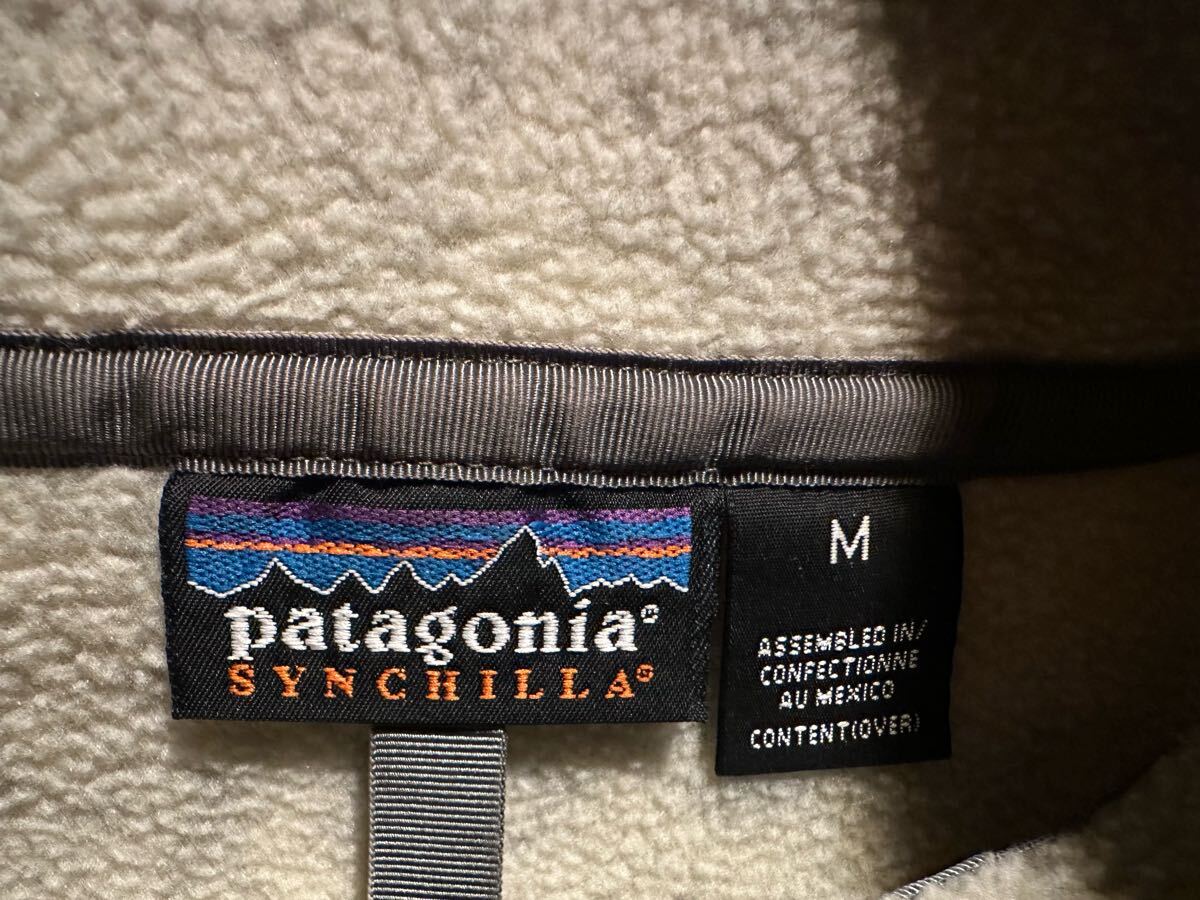 patagonia®
SYNCHILLA®
M
ASSEMBLED IN/
CONFECTIONNE
AU MEXICO
CONTENT(OVER)